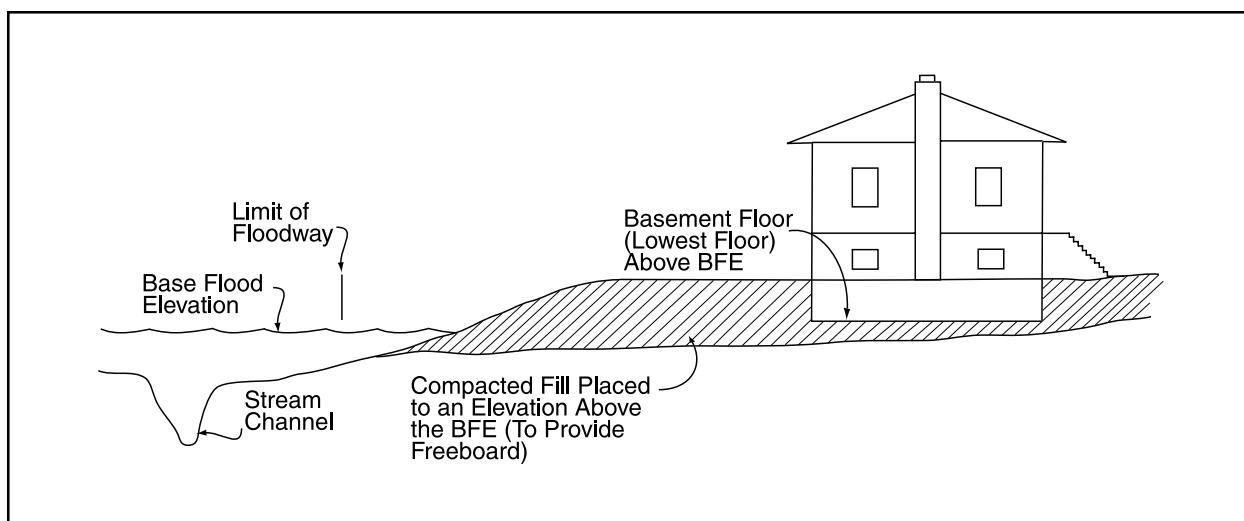 Limit of
Floodway
Base Flood
Elevation
Basement Floor
(Lowest Floor)
Above BFE
Stream
Channel
Compacted Fill Placed
to an Elevation Above
the BFE (To Provide
Freeboard)